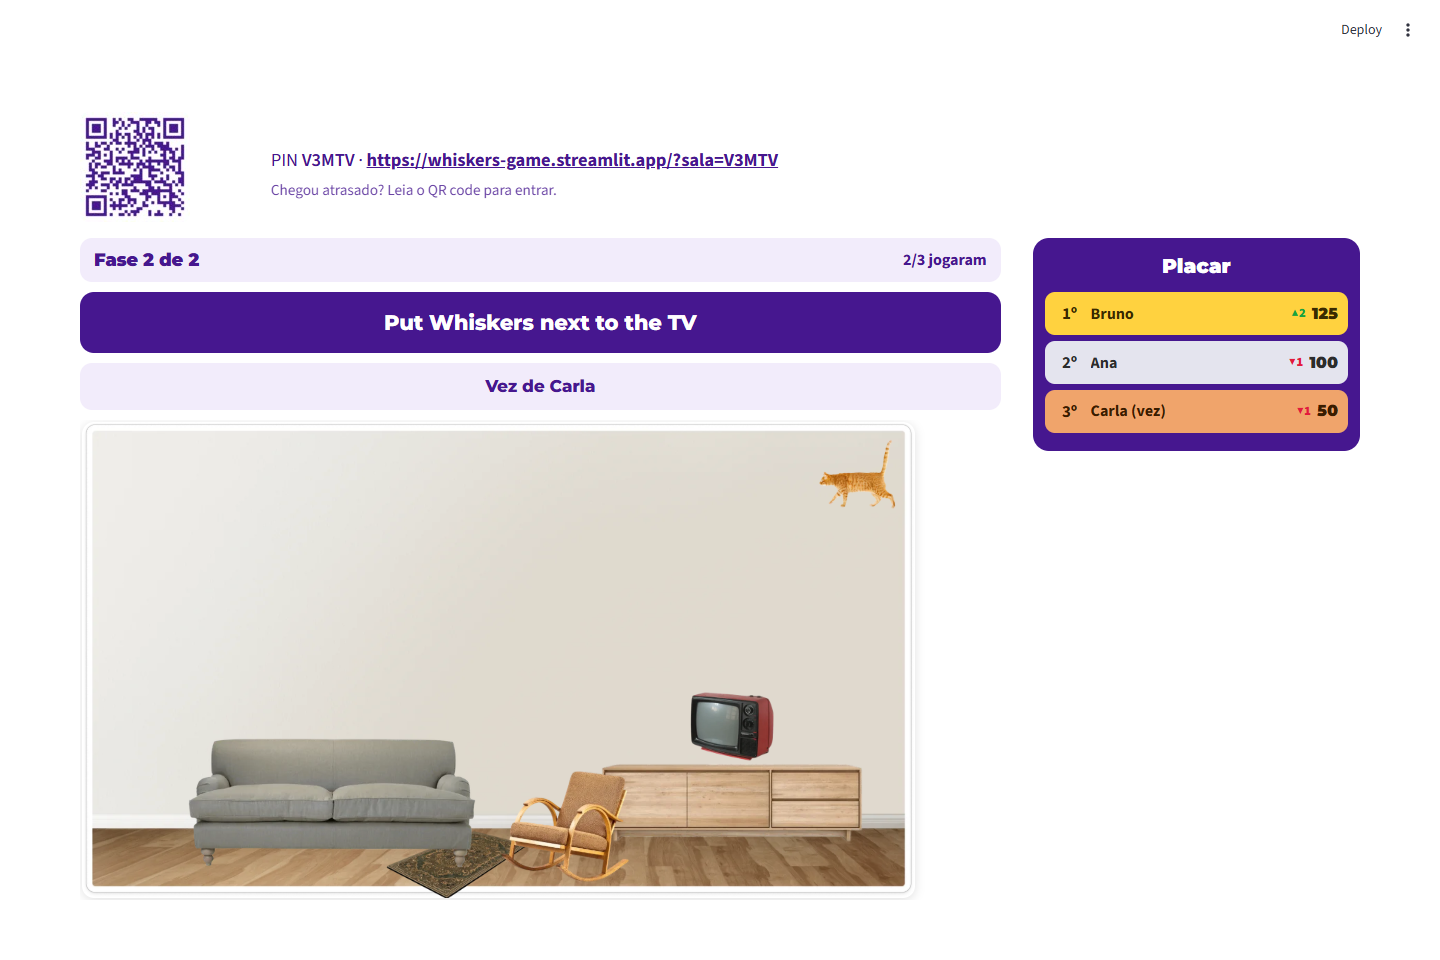 Deploy
PIN V3MTV · https://whiskers-game.streamlit.app/?sala=V3MTV
Chegou atrasado? Leia o QR code para entrar.
Fase 2 de 2
2/3 jogaram
Put Whiskers next to the TV
Vez de Carla
Placar
1º Bruno ▲2 125
2º Ana ▼1 100
3º Carla (vez) ▼1 50